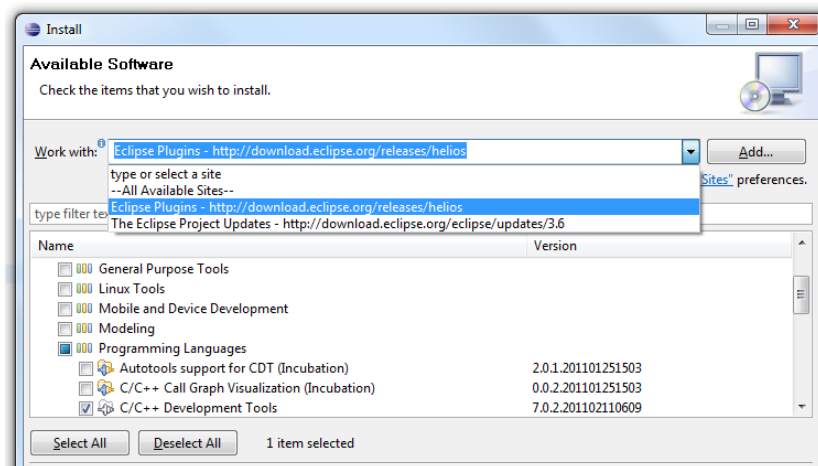 Install
Available Software
Check the items that you wish to install.
Work with: Eclipse Plugins - http://download.eclipse.org/releases/helios Add...
type or select a site
--All Available Sites--
Sites" preferences.
Eclipse Plugins - http://download.eclipse.org/releases/helios
type filter
The Eclipse Project Updates - http://download.eclipse.org/eclipse/updates/3.6
Name Version
General Purpose Tools
Linux Tools
Mobile and Device Development
Modeling
Programming Languages
Autotools support for CDT (Incubation) 2.0.1.201101251503
C/C++ Call Graph Visualization (Incubation) 0.0.2.201101251503
C/C++ Development Tools 7.0.2.201102110609
Select All Deselect All 1 item selected